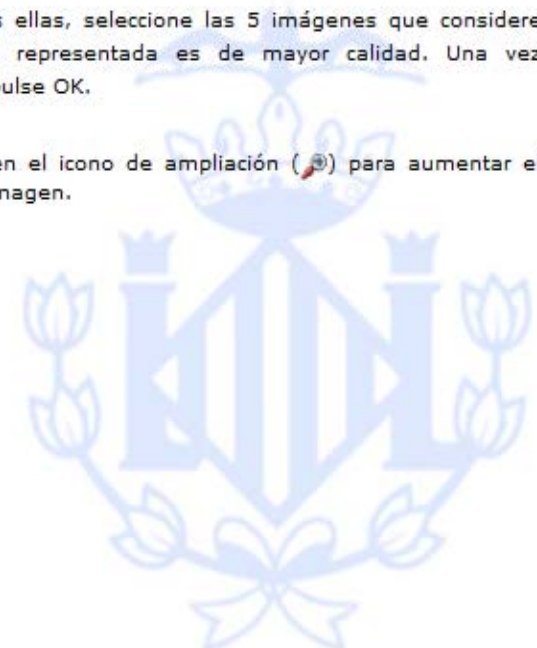 s ellas, seleccione las 5 imágenes que considere
representada es de mayor calidad. Una vez
ulse OK.
en el icono de ampliación ( ) para aumentar e
nagen.